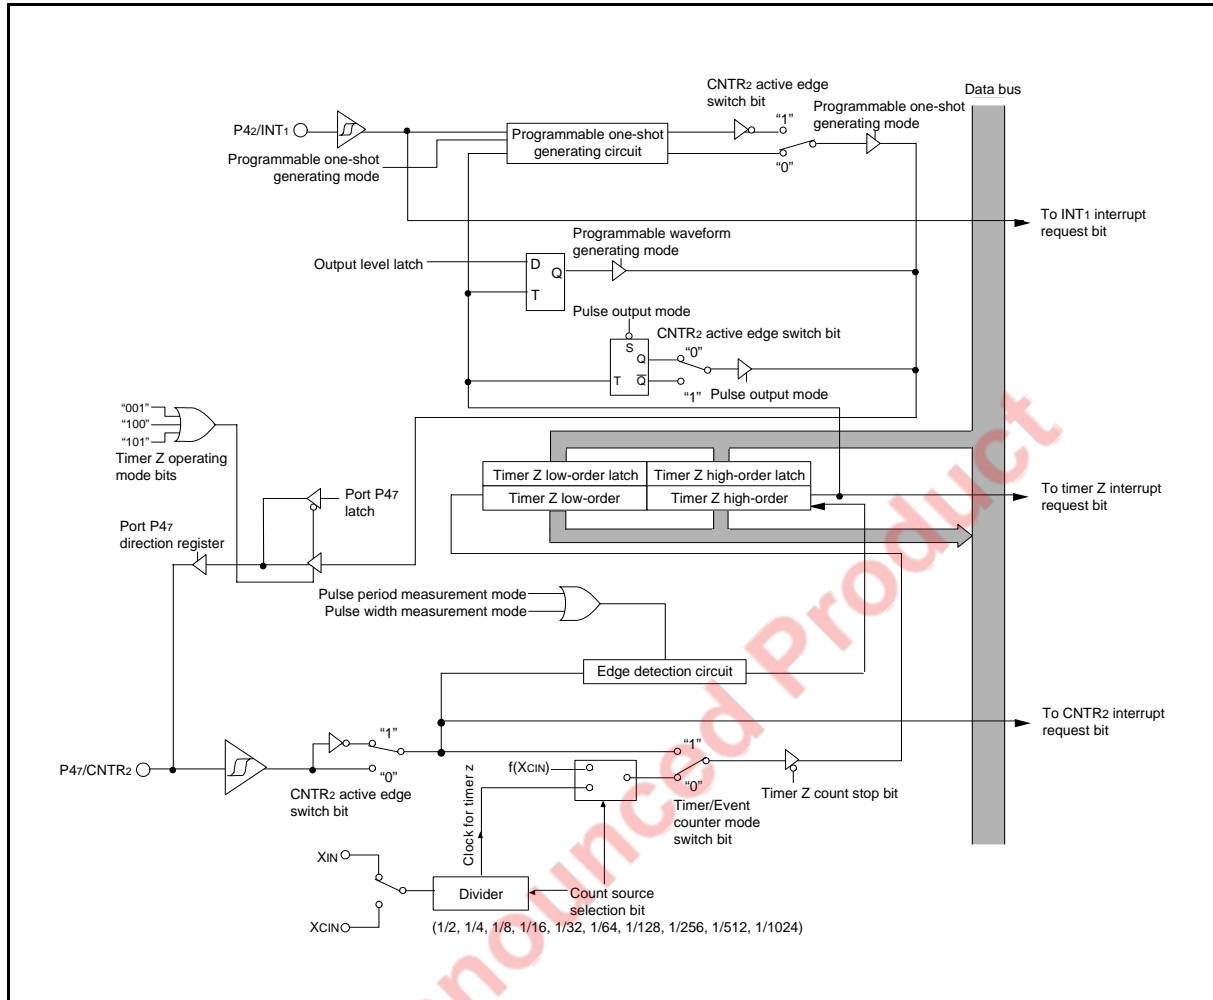 CNTR2 active edge
switch bit
Data bus
Programmable one-shot
generating mode
"1"
P42/INT1
Programmable one-shot
generating circuit
Programmable one-shot
generating mode
"0"
To INT1 interrupt
request bit
Programmable waveform
generating mode
Output level latch
D
Q
T
Pulse output mode
CNTR2 active edge switch bit
S
Q
"0"
T
Q
"1"
Pulse output mode
"001"
"100"
"101"
Timer Z operating
mode bits
Timer Z low-order latch
Timer Z high-order latch
Timer Z low-order
Timer Z high-order
To timer Z interrupt
request bit
Port P47
latch
Port P47
direction register
Pulse period measurement mode
Pulse width measurement mode
Edge detection circuit
To CNTR2 interrupt
request bit
"1"
"1"
P47/CNTR2
"0"
f(XCIN)
"0"
CNTR2 active edge
switch bit
Clock for timer z
Timer/Event
counter mode
switch bit
Timer Z count stop bit
XIN
Divider
Count source
selection bit
XCIN
(1/2, 1/4, 1/8, 1/16, 1/32, 1/64, 1/128, 1/256, 1/512, 1/1024)
nounced Product